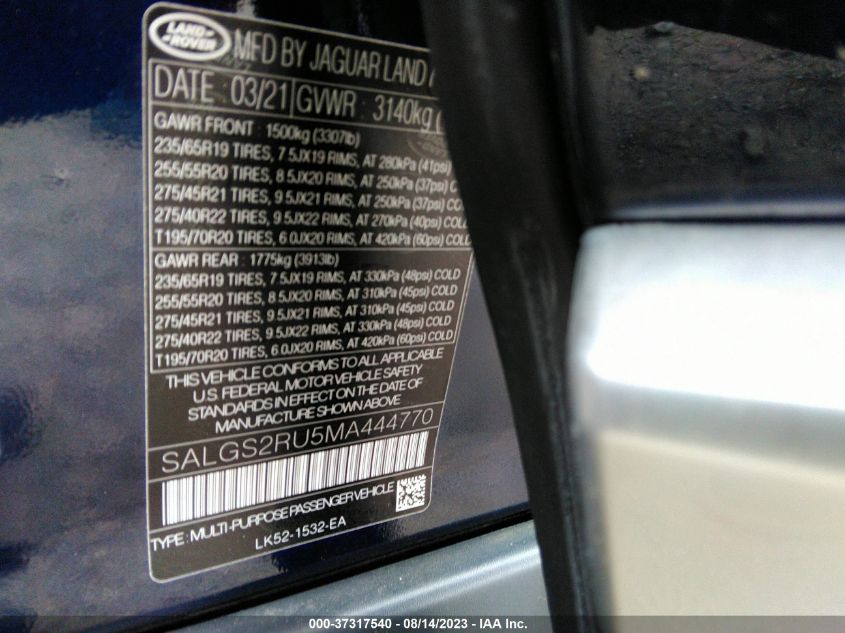 LAND
ROVER
MFD BY JAGUAR LAND
DATE : 03/21 GVWR : 3140kg
GAWR FRONT : 1500kg (3307lb)
235/65R19 TIRES, 7.5JX19 RIMS, AT 280kPa (41psi)
255/55R20 TIRES, 8.5JX20 RIMS, AT 250kPa (37psi) C
275/45R21 TIRES, 9.5JX21 RIMS, AT 250kPa (37psi) CO
275/40R22 TIRES, 9.5JX22 RIMS, AT 270kPa (40psi) COL
T195/70R20 TIRES, 6.0JX20 RIMS, AT 420kPa (60psi) COLD
GAWR REAR : 1775kg (3913lb)
235/65R19 TIRES, 7.5JX19 RIMS, AT 330kPa (48psi) COLD
255/55R20 TIRES, 8.5JX20 RIMS, AT 310kPa (45psi) COLD
275/45R21 TIRES, 9.5JX21 RIMS, AT 310kPa (45psi) COLD
275/40R22 TIRES, 9.5JX22 RIMS, AT 330kPa (48psi) COLD
T195/70R20 TIRES, 6.0JX20 RIMS, AT 420kPa (60psi) COLD
THIS VEHICLE CONFORMS TO ALL APPLICABLE
U.S. FEDERAL MOTOR VEHICLE SAFETY
STANDARDS IN EFFECT ON THE DATE OF
MANUFACTURE SHOWN ABOVE
SALGS2RU5MA444770
TYPE : MULTI-PURPOSE PASSENGER VEHICLE
LK52-1532-EA
000-37317540 - 08/14/2023 - IAA Inc.